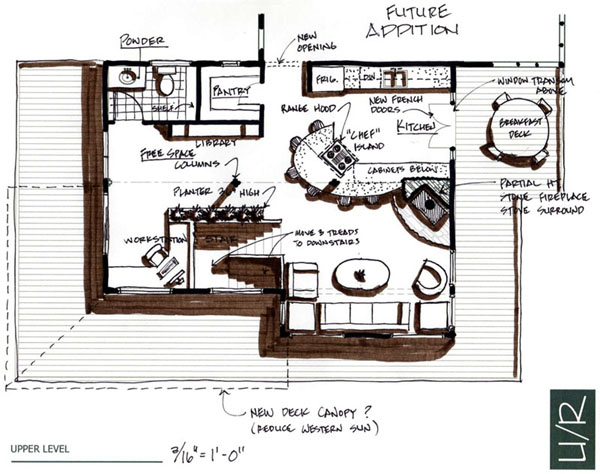 FUTURE
ADDITION
NEW
OPENING
POWDER
SHELF
PANTRY
FRIG.
DW
WINDOW TRANSOM
ABOVE
RANGE HOOD
NEW FRENCH
DOORS
KITCHEN
BREAKFAST
DECK
LIBRARY
"CHEF"
ISLAND
FREE SPACE
COLUMNS
CABINETS BELOW
PARTIAL HT
STONE FIREPLACE
STOVE SURROUND
PLANTER 36" HIGH
WORKSTATION
STAIR
MOVE 3 TREADS
TO DOWNSTAIRS
NEW DECK CANOPY?
(REDUCE WESTERN SUN)
UPPER LEVEL
3/16" = 1'-0"
U/R